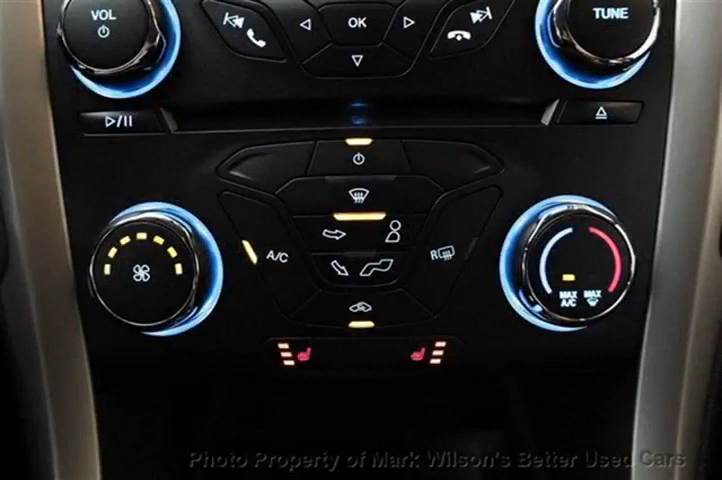 VOL
OK
TUNE
A/C
R
MAX A/C
MAX
Photo Property of Mark Wilson's Better Used Cars